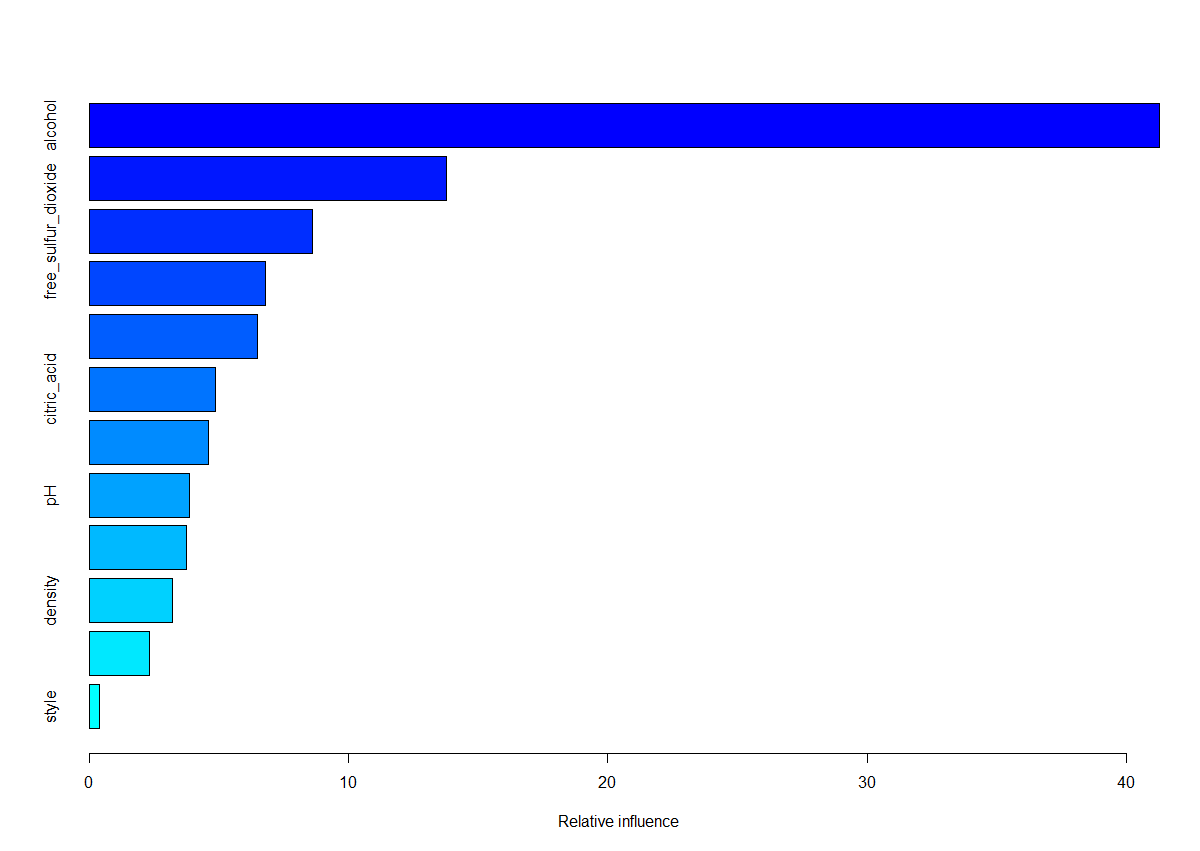 alcohol
free_sulfur_dioxide
citric_acid
pH
density
style
0 10 20 30 40
Relative influence